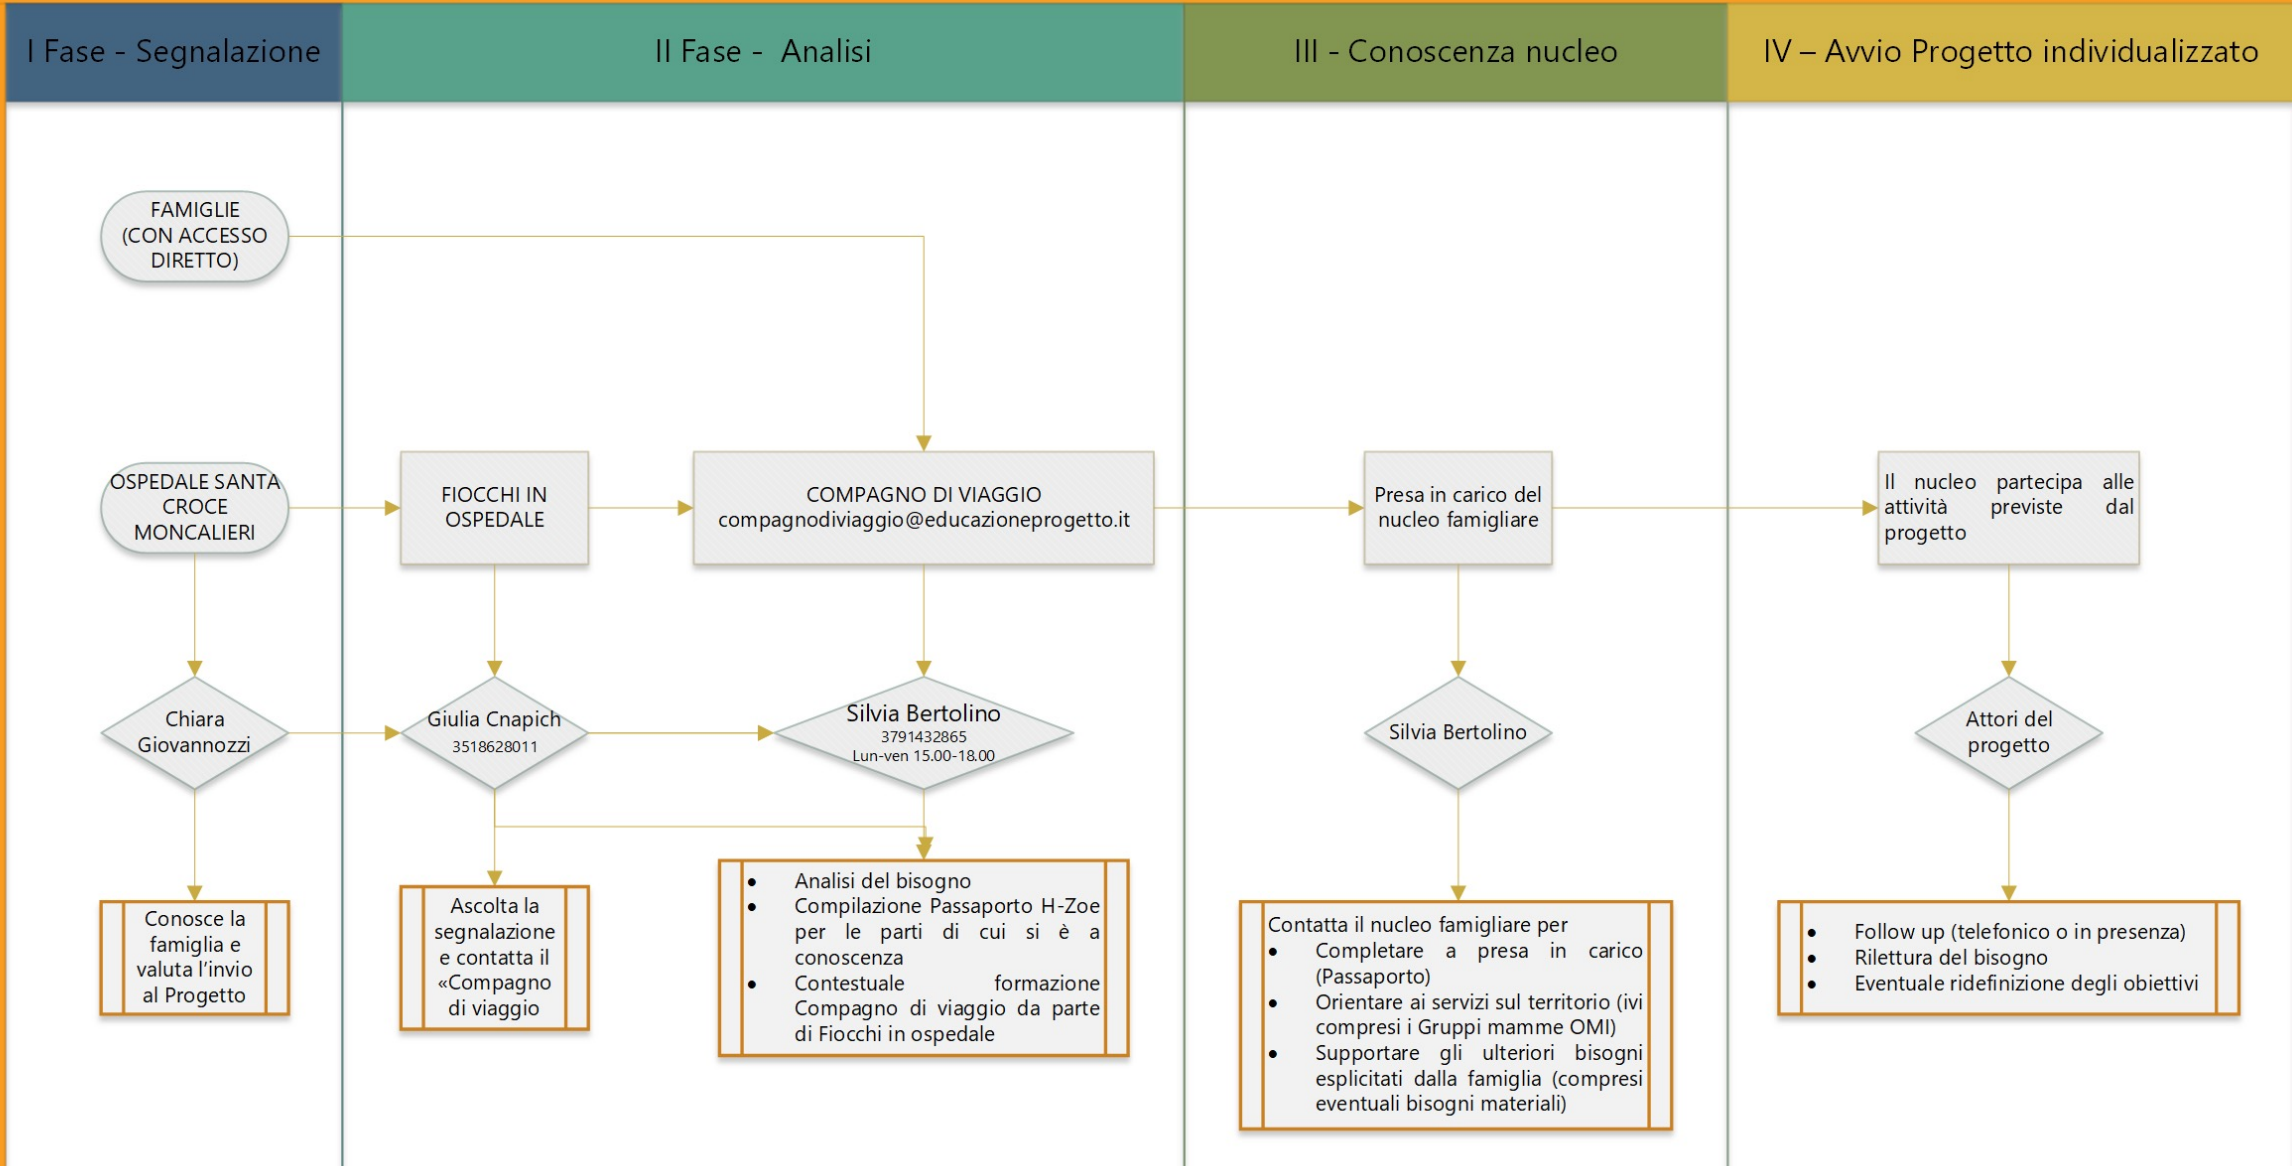 I Fase - Segnalazione
II Fase -  Analisi
III - Conoscenza nucleo
IV – Avvio Progetto individualizzato
FAMIGLIE
(CON ACCESSO
DIRETTO)
OSPEDALE SANTA
CROCE
MONCALIERI
FIOCCHI IN
OSPEDALE
COMPAGNO DI VIAGGIO
compagnodiviaggio@educazioneprogetto.it
Presa in carico del
nucleo famigliare
Il nucleo partecipa alle
attività previste dal
progetto
Chiara
Giovannozzi
Giulia Cnapich
3518628011
Silvia Bertolino
3791432865
Lun-ven 15.00-18.00
Silvia Bertolino
Attori del
progetto
Conosce la
famiglia e
valuta l'invio
al Progetto
Ascolta la
segnalazione
e contatta il
«Compagno
di viaggio
• Analisi del bisogno
• Compilazione Passaporto H-Zoe
per le parti di cui si è a
conoscenza
• Contestuale formazione
Compagno di viaggio da parte
di Fiocchi in ospedale
Contatta il nucleo famigliare per
• Completare a presa in carico
(Passaporto)
• Orientare ai servizi sul territorio (ivi
compresi i Gruppi mamme OMI)
• Supportare gli ulteriori bisogni
esplicitati dalla famiglia (compresi
eventuali bisogni materiali)
• Follow up (telefonico o in presenza)
• Rilettura del bisogno
• Eventuale ridefinizione degli obiettivi